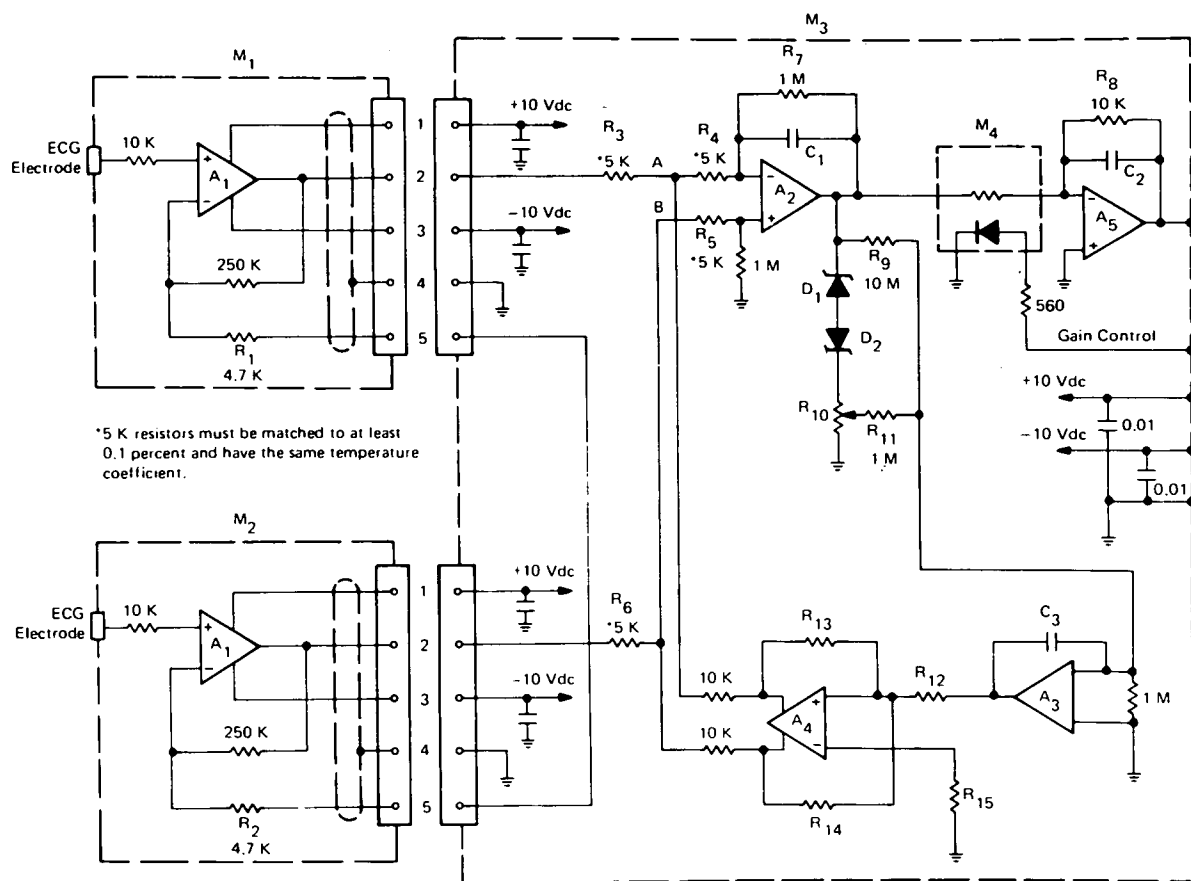 M1
ECG
Electrode
10 K
+
A1
−
250 K
R1
4.7 K
1
2
3
4
5
*5 K resistors must be matched to at least
0.1 percent and have the same temperature
coefficient.
M2
ECG
Electrode
10 K
+
A1
−
250 K
R2
4.7 K
1
2
3
4
5
M3
+10 Vdc
−10 Vdc
R3
*5 K
A
R4
*5 K
B
R5
*5 K
1 M
R7
1 M
C1
−
A2
+
R9
10 M
D1
D2
R10
R11
1 M
M4
R8
10 K
C2
−
A5
+
560
Gain Control
+10 Vdc
0.01
−10 Vdc
0.01
+10 Vdc
R6
*5 K
−10 Vdc
10 K
10 K
R13
+
A4
−
R14
R12
R15
C3
A3
1 M